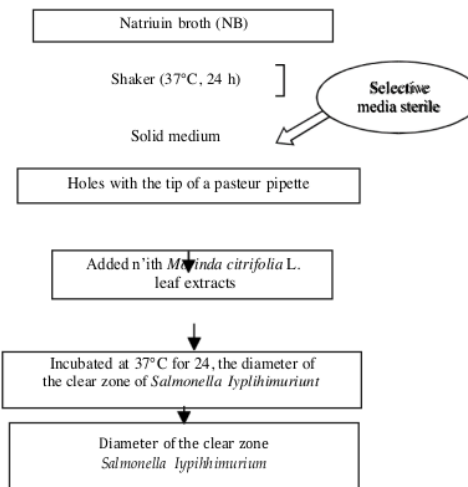 Natriuin broth (NB)
Shaker (37°C, 24 h)
Selective
media sterile
Solid medium
Holes with the tip of a pasteur pipette
Added n'ith Morinda citrifolia L.
leaf extracts
Incubated at 37°C for 24, the diameter of
the clear zone of Salmonella Iyplihimuriunt
Diameter of the clear zone
Salmonella Iypihhimurium